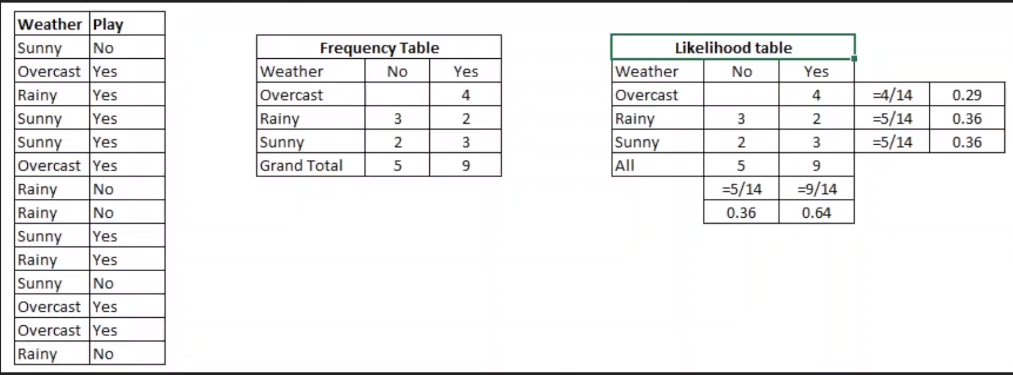 Weather Play
Sunny No
Overcast Yes
Rainy Yes
Sunny Yes
Sunny Yes
Overcast Yes
Rainy No
Rainy No
Sunny Yes
Rainy Yes
Sunny No
Overcast Yes
Overcast Yes
Rainy No
Frequency Table
Weather No Yes
Overcast 4
Rainy 3 2
Sunny 2 3
Grand Total 5 9
Likelihood table
Weather No Yes
Overcast 4 =4/14 0.29
Rainy 3 2 =5/14 0.36
Sunny 2 3 =5/14 0.36
All 5 9
=5/14 =9/14
0.36 0.64